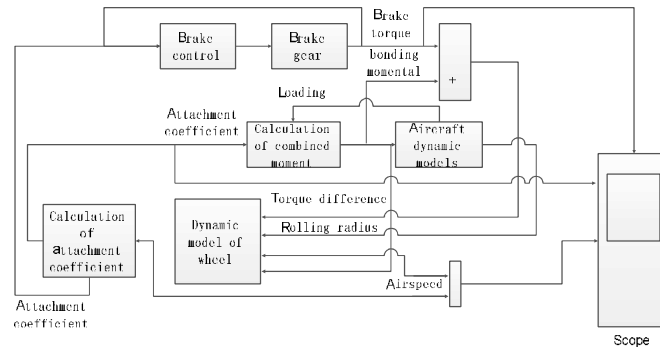 Brake
torque
Brake
control
Brake
gear
bonding
momental
+
Loading
Attachment
coefficient
Calculation
of combined
moment
Aircraft
dynamic
models
Torque difference
Calculation
of
attachment
coefficient
Dynamic
model of
wheel
Rolling radius
Airspeed
Attachment
coefficient
Scope